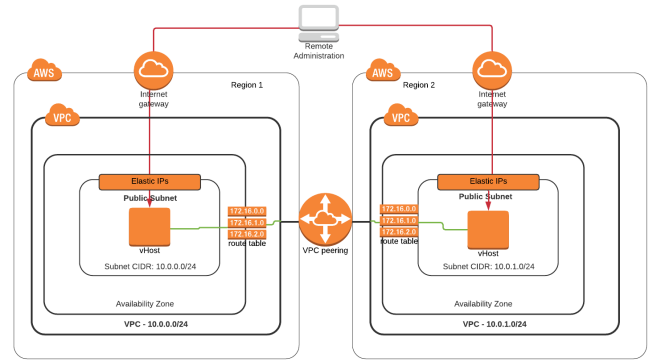 Remote
Administration
AWS
Internet
gateway
Region 1
VPC
Elastic IPs
Public Subnet
172.16.0.0
172.16.1.0
172.16.2.0
route table
vHost
Subnet CIDR: 10.0.0.0/24
Availability Zone
VPC - 10.0.0.0/24
VPC peering
AWS
Region 2
Internet
gateway
VPC
Elastic IPs
Public Subnet
172.16.0.0
172.16.1.0
172.16.2.0
route table
vHost
Subnet CIDR: 10.0.1.0/24
Availability Zone
VPC - 10.0.1.0/24